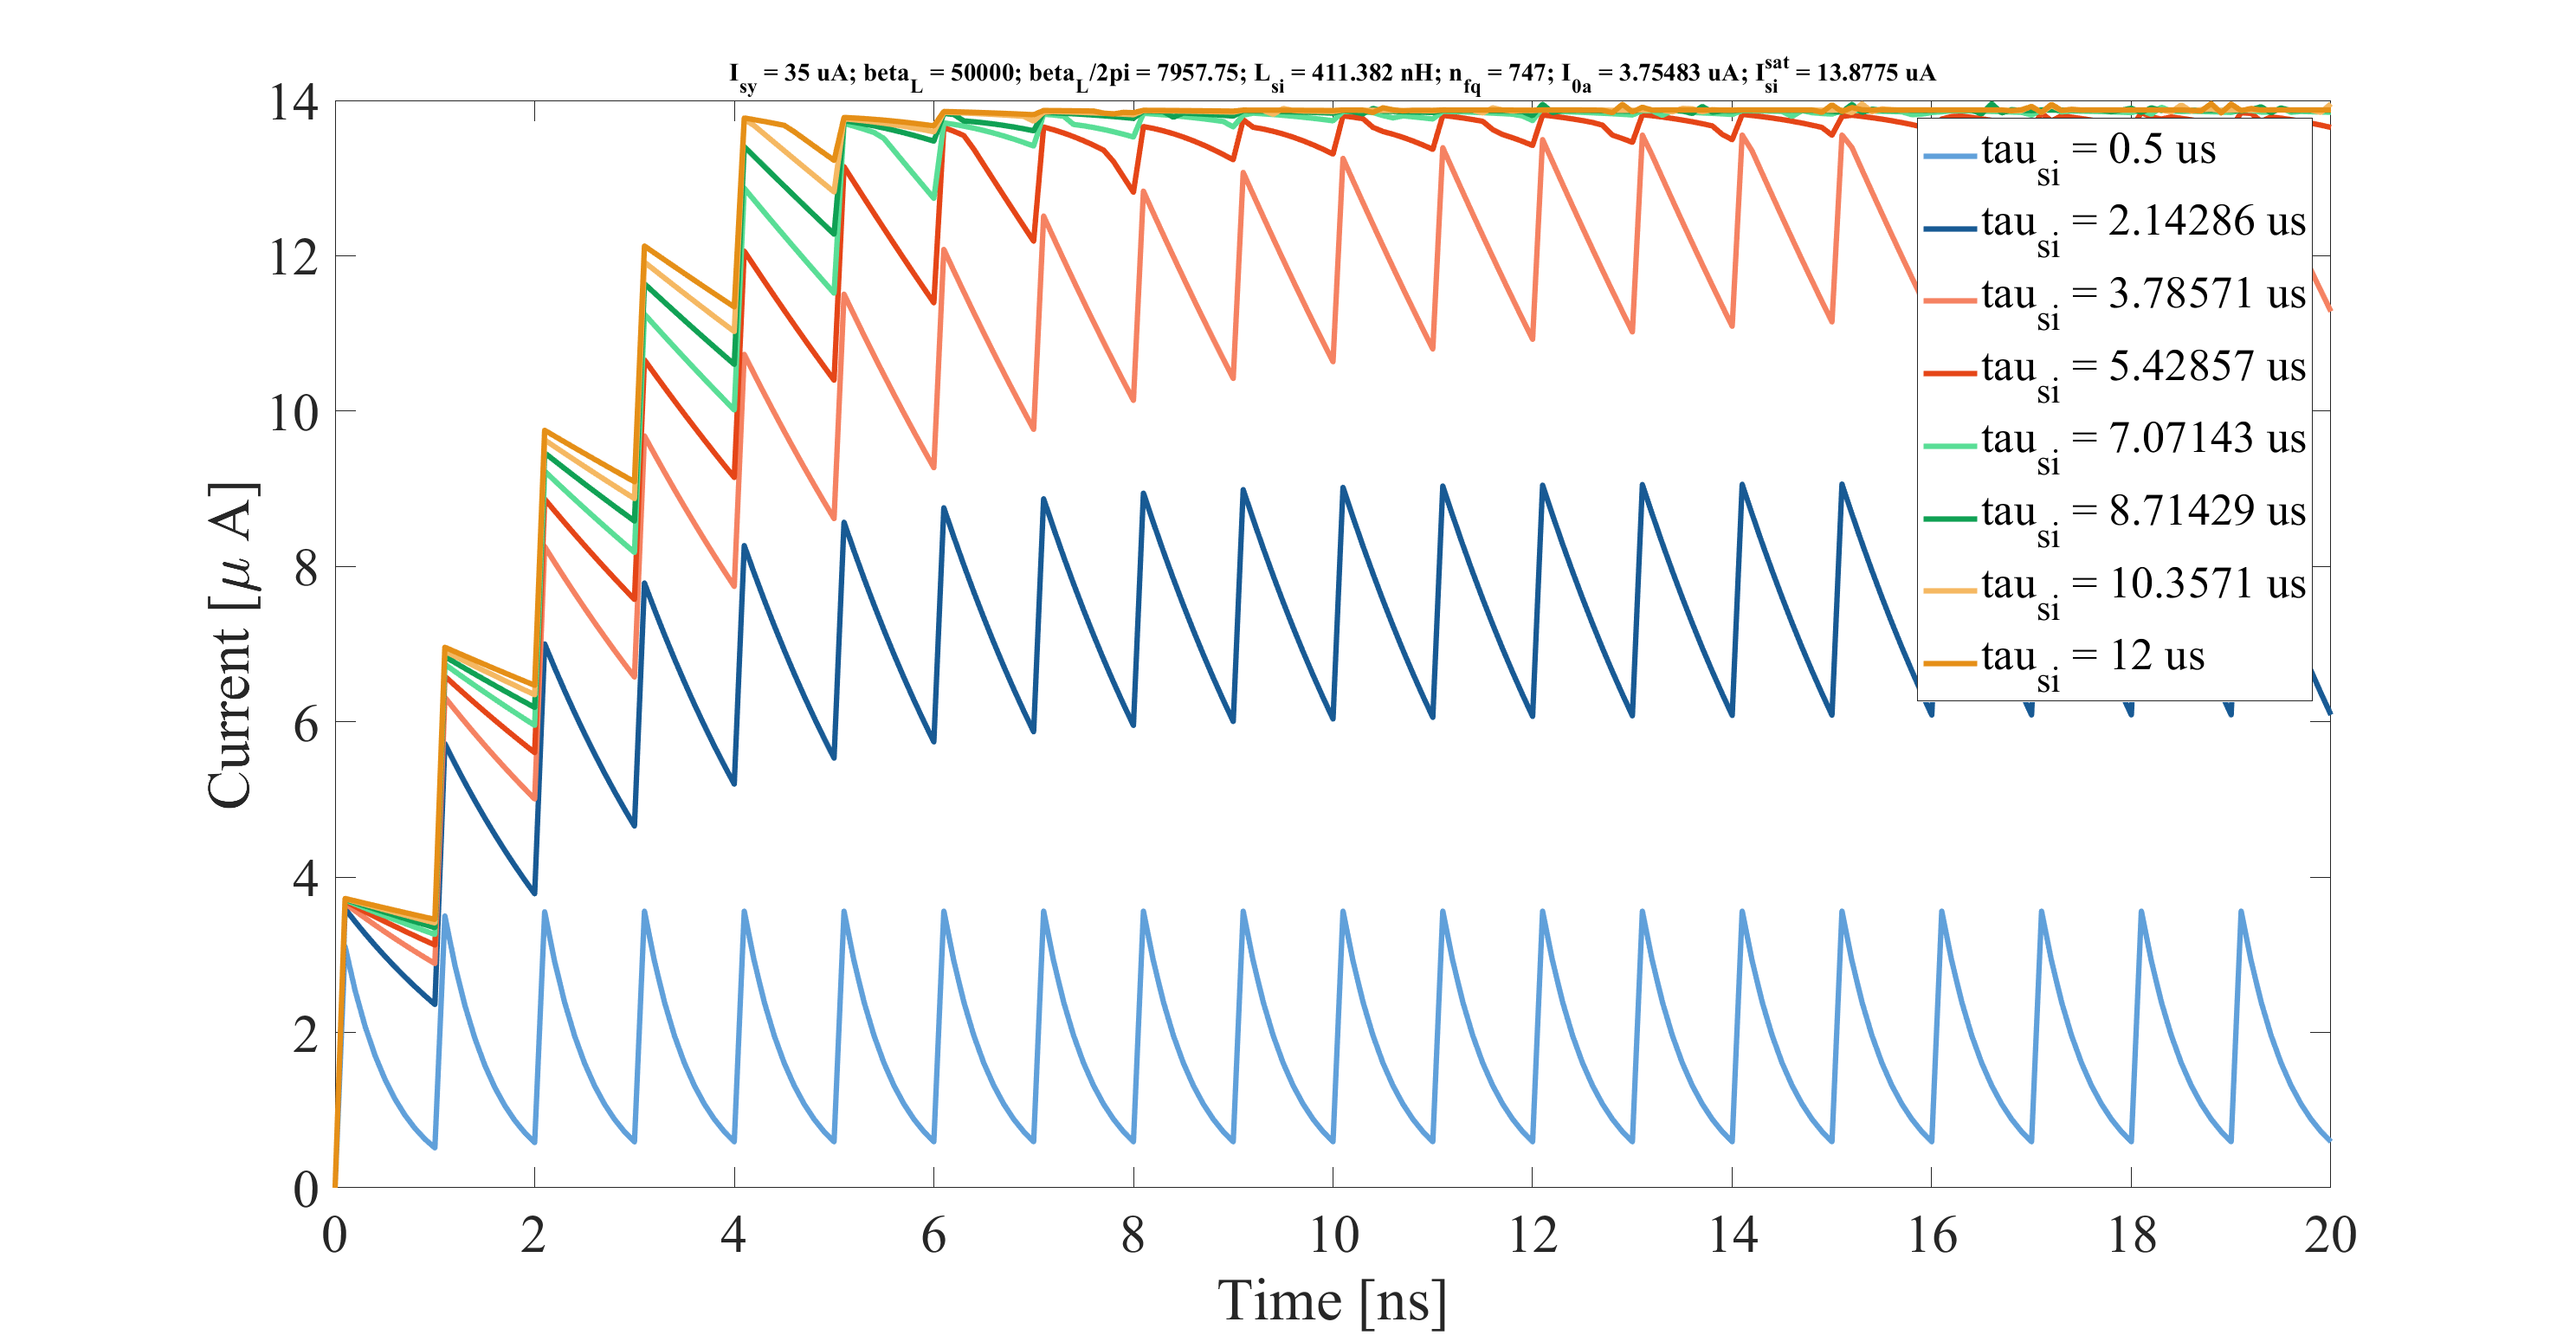 I_sy = 35 uA; beta_L = 50000; beta_L/2pi = 7957.75; L_si = 411.382 nH; n_fq = 747; I_0a = 3.75483 uA; I_si^sat = 13.8775 uA
14
12
10
8
6
4
2
0
Current [μ A]
tau_si = 0.5 us
tau_si = 2.14286 us
tau_si = 3.78571 us
tau_si = 5.42857 us
tau_si = 7.07143 us
tau_si = 8.71429 us
tau_si = 10.3571 us
tau_si = 12 us
0 2 4 6 8 10 12 14 16 18 20
Time [ns]